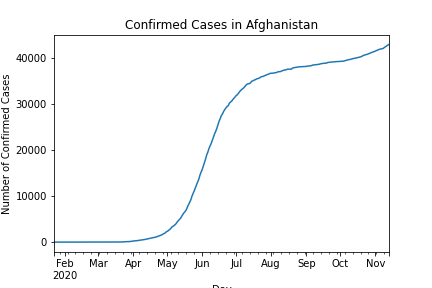 Confirmed Cases in Afghanistan
Number of Confirmed Cases
40000
30000
20000
10000
0
Feb Mar Apr May Jun Jul Aug Sep Oct Nov
2020